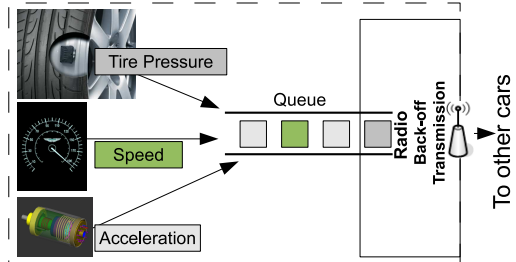 Tire Pressure
Queue
Speed
Acceleration
Radio
Back-off
Transmission
To other cars